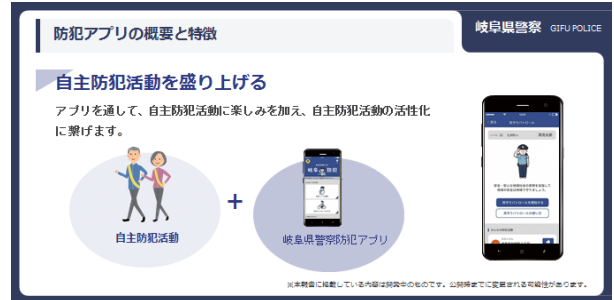 防犯アプリの概要と特徴
岐阜県警察 GIFU POLICE
自主防犯活動を盛り上げる
アプリを通して、自主防犯活動に楽しみを加え、自主防犯活動の活性化
に繋げます。
自主防犯活動
+
岐阜県警察防犯アプリ
※本報告に掲載している内容は開発中のものです。公開時までに変更される可能性があります。